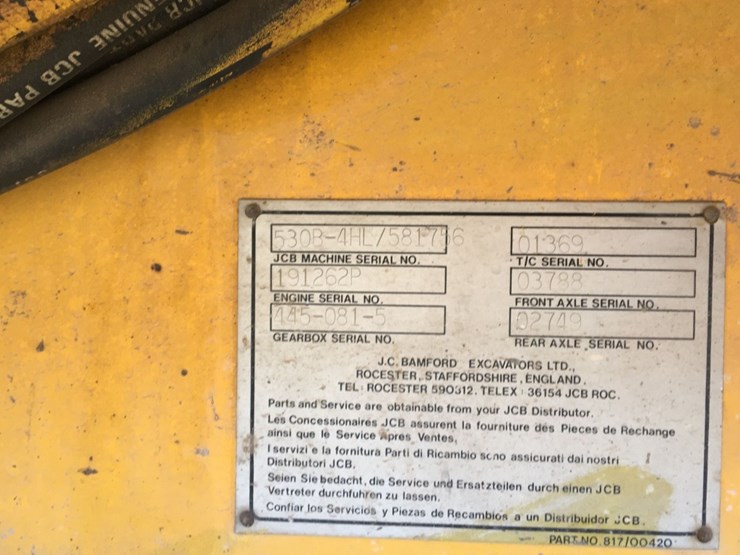 GENUINE JCB PAR
530B-4HL/581756
JCB MACHINE SERIAL NO.
01369
T/C SERIAL NO.
191262P
ENGINE SERIAL NO.
03788
FRONT AXLE SERIAL NO.
445-081-5
GEARBOX SERIAL NO.
02749
REAR AXLE SERIAL NO.
J.C. BAMFORD EXCAVATORS LTD.,
ROCESTER, STAFFORDSHIRE, ENGLAND.
TEL: ROCESTER 590312. TELEX: 36154 JCB ROC.
Parts and Service are obtainable from your JCB Distributor.
Les Concessionaires JCB assurent la fourniture des Pieces de Rechange
ainsi que le Service Apres Ventes,
I servizi e la fornitura Parti di Ricambio sono assicurati dai nostri
Distributori JCB.
Seien Sie bedacht, die Service und Ersatzteilen durch einen JCB
Vertreter durchfuhren zu lassen.
Confiar los Servicios y Piezas de Recambios a un Distribuidor JCB.
PART NO. 817/00420